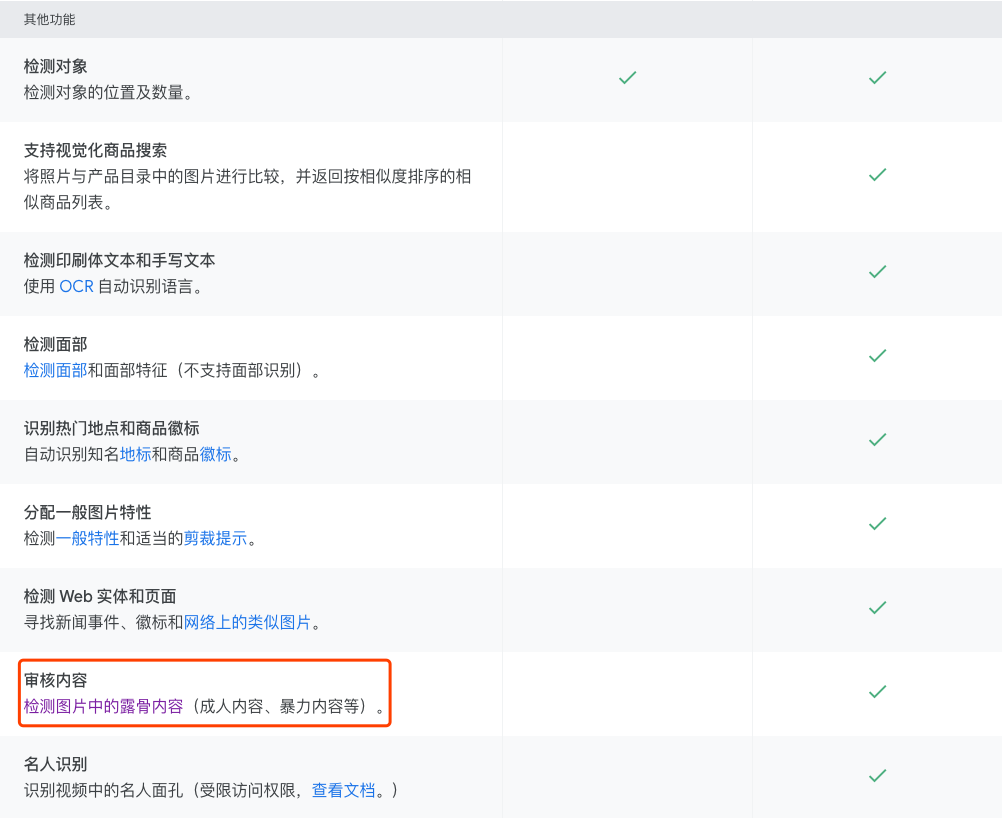 其他功能
检测对象
检测对象的位置及数量。
支持视觉化商品搜索
将照片与产品目录中的图片进行比较，并返回按相似度排序的相
似商品列表。
检测印刷体文本和手写文本
使用 OCR 自动识别语言。
检测面部
检测面部和面部特征（不支持面部识别）。
识别热门地点和商品徽标
自动识别知名地标和商品徽标。
分配一般图片特性
检测一般特性和适当的剪裁提示。
检测 Web 实体和页面
寻找新闻事件、徽标和网络上的类似图片。
审核内容
检测图片中的露骨内容（成人内容、暴力内容等）。
名人识别
识别视频中的名人面孔（受限访问权限，查看文档。）